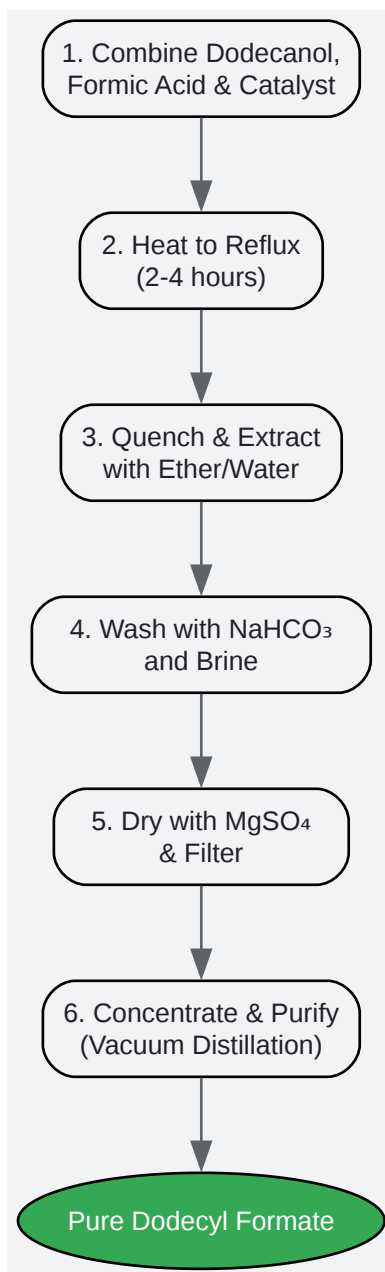 1. Combine Dodecanol,
Formic Acid & Catalyst
2. Heat to Reflux
(2-4 hours)
3. Quench & Extract
with Ether/Water
4. Wash with NaHCO₃
and Brine
5. Dry with MgSO₄
& Filter
6. Concentrate & Purify
(Vacuum Distillation)
Pure Dodecyl Formate